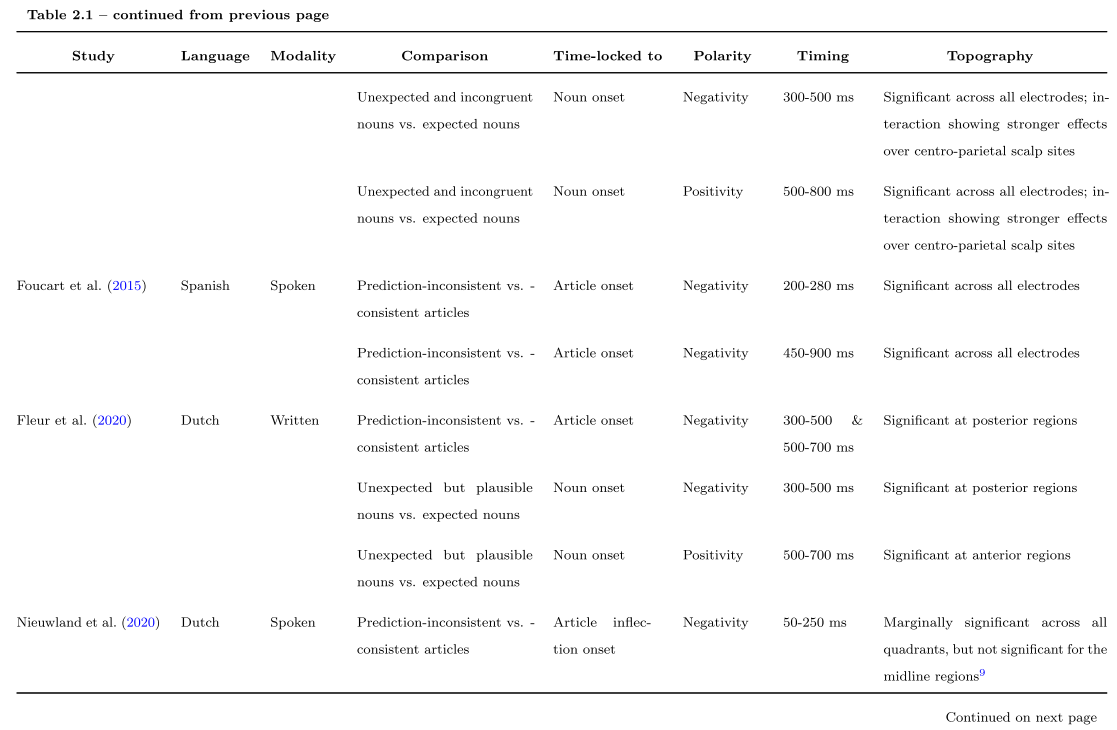 Table 2.1 – continued from previous page
Study Language Modality Comparison Time-locked to Polarity Timing Topography
Unexpected and incongruent Noun onset Negativity 300-500 ms Significant across all electrodes; in-
nouns vs. expected nouns teraction showing stronger effects
over centro-parietal scalp sites
Unexpected and incongruent Noun onset Positivity 500-800 ms Significant across all electrodes; in-
nouns vs. expected nouns teraction showing stronger effects
over centro-parietal scalp sites
Foucart et al. (2015) Spanish Spoken Prediction-inconsistent vs. - Article onset Negativity 200-280 ms Significant across all electrodes
consistent articles
Prediction-inconsistent vs. - Article onset Negativity 450-900 ms Significant across all electrodes
consistent articles
Fleur et al. (2020) Dutch Written Prediction-inconsistent vs. - Article onset Negativity 300-500 & Significant at posterior regions
consistent articles 500-700 ms
Unexpected but plausible Noun onset Negativity 300-500 ms Significant at posterior regions
nouns vs. expected nouns
Unexpected but plausible Noun onset Positivity 500-700 ms Significant at anterior regions
nouns vs. expected nouns
Nieuwland et al. (2020) Dutch Spoken Prediction-inconsistent vs. - Article inflec- Negativity 50-250 ms Marginally significant across all
consistent articles tion onset quadrants, but not significant for the
midline regions9
Continued on next page